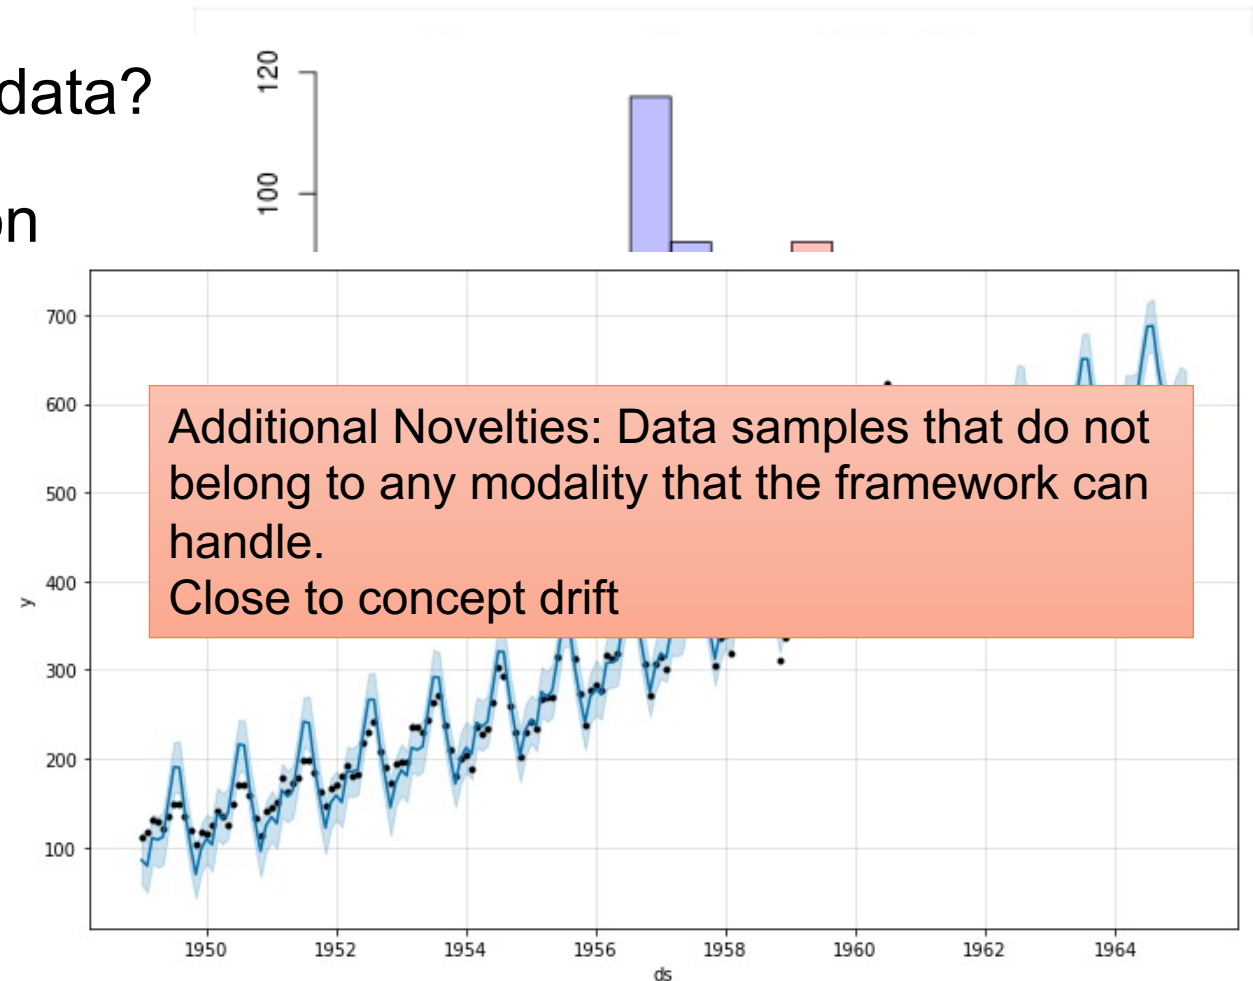 data?
on
120
100
700
600
500
400
300
200
100
y
Additional Novelties: Data samples that do not
belong to any modality that the framework can
handle.
Close to concept drift
1950 1952 1954 1956 1958 1960 1962 1964
ds